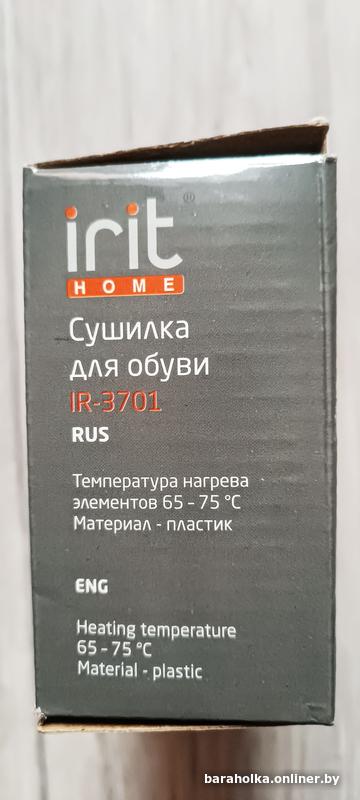 irit®
HOME
Сушилка
для обуви
IR-3701
RUS
Температура нагрева
элементов 65 – 75 °C
Материал - пластик
ENG
Heating temperature
65 – 75 °C
Material - plastic
baraholka.onliner.by